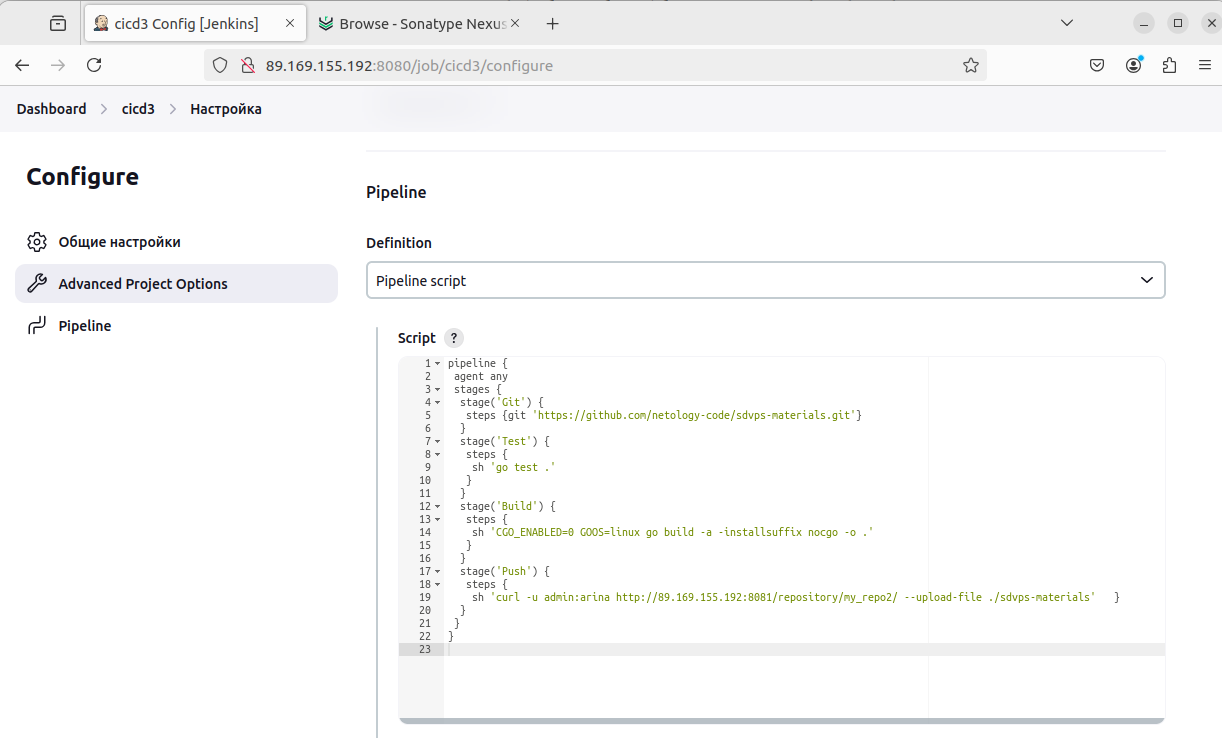 cicd3 Config [Jenkins]
Browse - Sonatype Nexus
89.169.155.192:8080/job/cicd3/configure
Dashboard > cicd3 > Настройка
Configure
Общие настройки
Advanced Project Options
Pipeline
Pipeline
Definition
Pipeline script
Script ?
1 pipeline {
2 agent any
3 stages {
4 stage('Git') {
5 steps {git 'https://github.com/netology-code/sdvps-materials.git'}
6 }
7 stage('Test') {
8 steps {
9 sh 'go test .'
10 }
11 }
12 stage('Build') {
13 steps {
14 sh 'CGO_ENABLED=0 GOOS=linux go build -a -installsuffix nocgo -o .'
15 }
16 }
17 stage('Push') {
18 steps {
19 sh 'curl -u admin:arina http://89.169.155.192:8081/repository/my_repo2/ --upload-file ./sdvps-materials' }
20 }
21 }
22 }
23